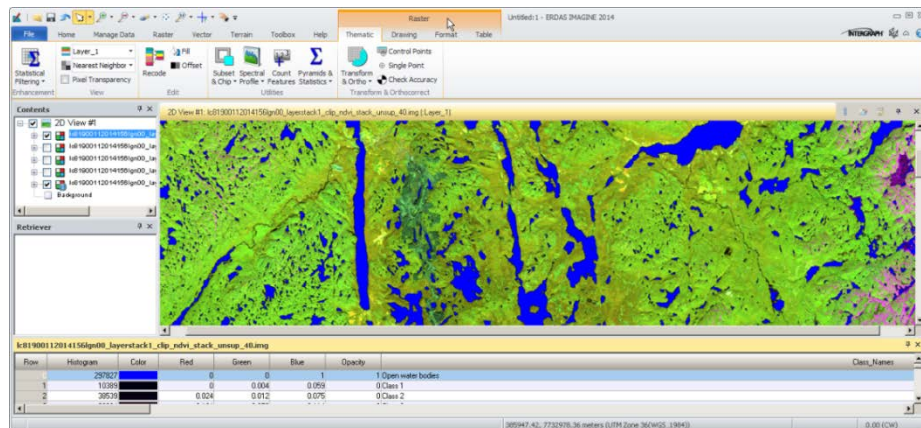 Raster
Untitled:1 - ERDAS IMAGINE 2014
File Home Manage Data Raster Vector Terrain Toolbox Help Thematic Drawing Format Table
INTERGRAPH
Layer_1
Nearest Neighbor
Pixel Transparency
Statistical Filtering
Recode
Fill
Offset
Subset & Chip
Spectral Profile
Count Features
Pyramids & Statistics
Transform & Ortho
Control Points
Single Point
Check Accuracy
Enhancement View Edit Utilities Transform & Orthocorrect
Contents
2D View #1
lc81900112014156lgn00_lay
lc81900112014156lgn00_lay
lc81900112014156lgn00_lay
lc81900112014156lgn00_lay
lc81900112014156lgn00_lay
Background
Retriever
2D View #1: lc81900112014156lgn00_layerstack1_clip_ndvi_stack_unsup_40.img (:Layer_1)
lc81900112014156lgn00_layerstack1_clip_ndvi_stack_unsup_40.img
Row Histogram Color Red Green Blue Opacity Class_Names
297827 0 0 1 1 Open water bodies
1 10389 0 0.004 0.059 0 Class 1
2 38539 0.024 0.012 0.075 0 Class 2
385947.42, 7732978.36 meters (UTM Zone 36(WGS, 1984))
0.00 (CW)